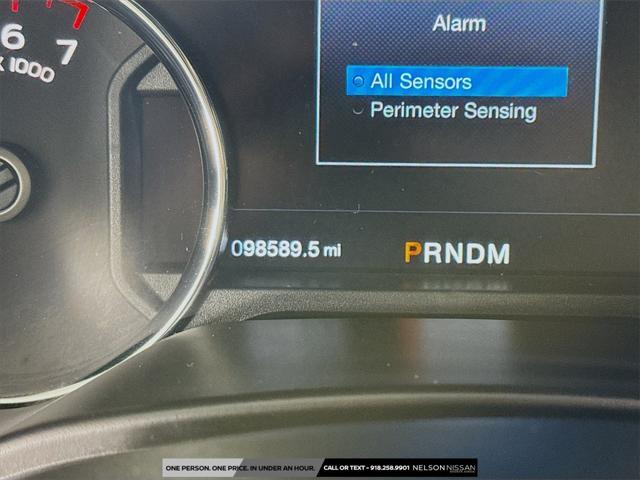 Alarm
6
7
x 1000
All Sensors
Perimeter Sensing
098589.5 mi
PRNDM
ONE PERSON. ONE PRICE. IN UNDER AN HOUR.
CALL OR TEXT - 918.258.9901
NELSON NISSAN